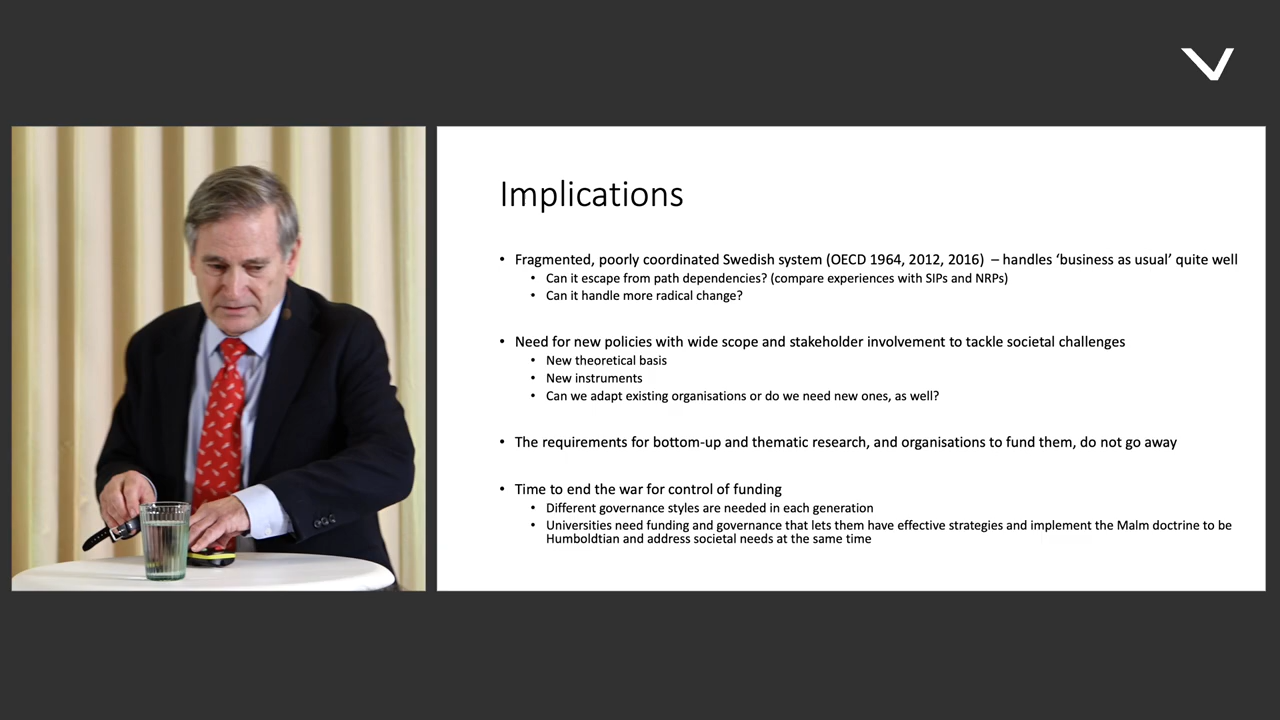 Implications
• Fragmented, poorly coordinated Swedish system (OECD 1964, 2012, 2016) – handles ‘business as usual’ quite well
• Can it escape from path dependencies? (compare experiences with SIPs and NRPs)
• Can it handle more radical change?
• Need for new policies with wide scope and stakeholder involvement to tackle societal challenges
• New theoretical basis
• New instruments
• Can we adapt existing organisations or do we need new ones, as well?
• The requirements for bottom-up and thematic research, and organisations to fund them, do not go away
• Time to end the war for control of funding
• Different governance styles are needed in each generation
• Universities need funding and governance that lets them have effective strategies and implement the Malm doctrine to be
Humboldtian and address societal needs at the same time